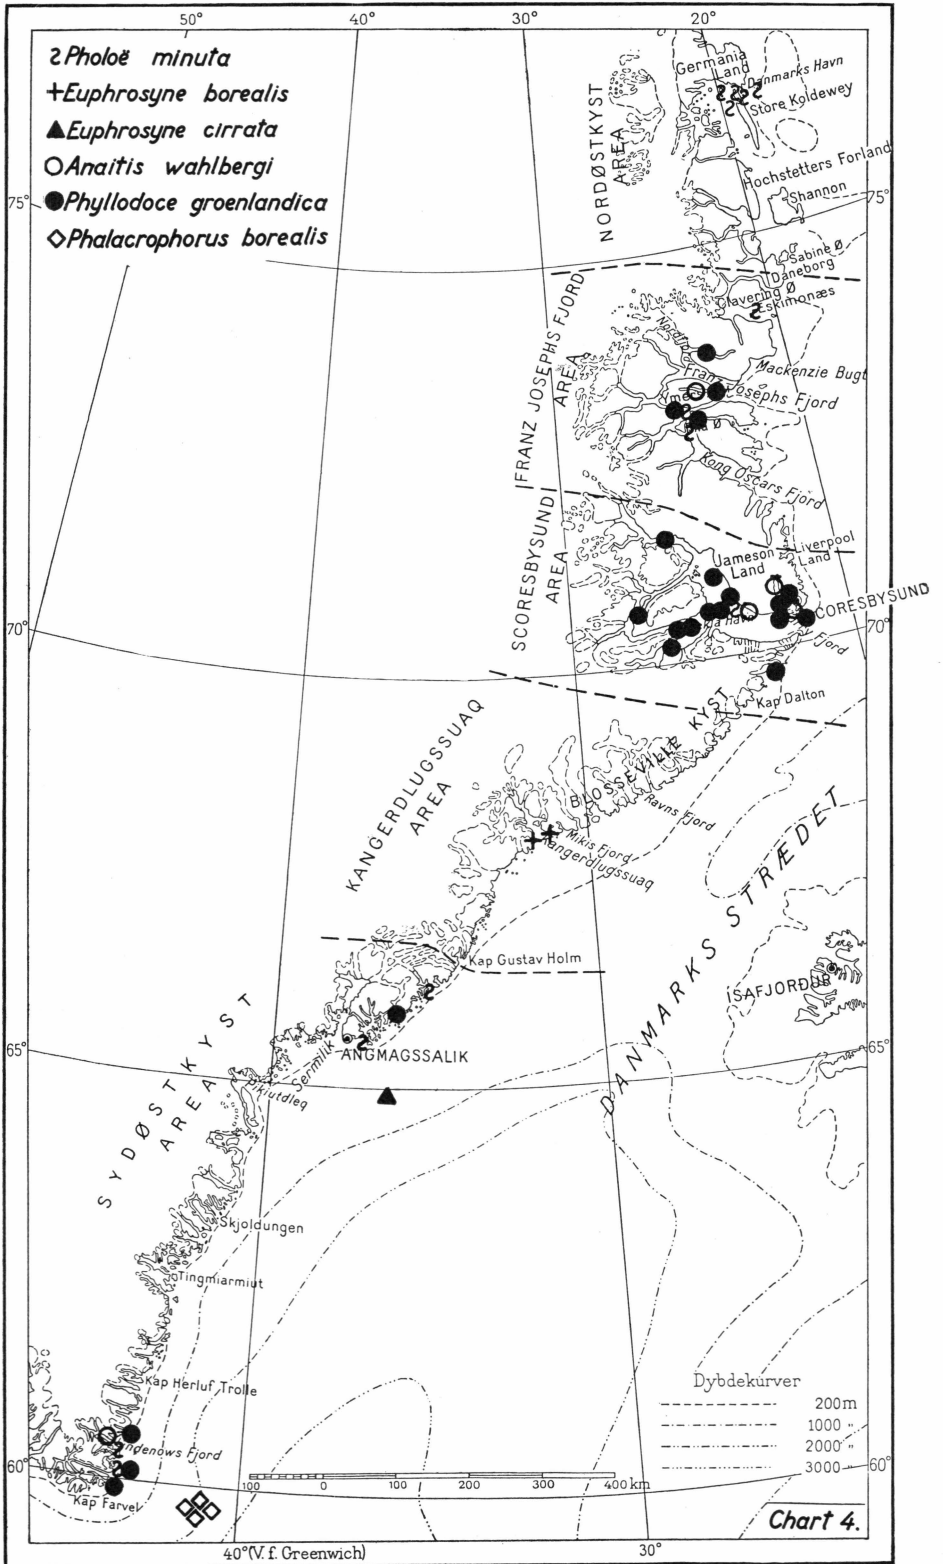 50° 40° 30° 20°
Pholoë minuta
Euphrosyne borealis
Euphrosyne cirrata
Anaitis wahlbergi
Phyllodoce groenlandica
Phalacrophorus borealis
Germania
Land
Danmarks Havn
Store Koldewey
NORDØSTKYST
AREA
Hochstetters Forland
Shannon
75° 75°
Sabine Ø
Daneborg
Clavering Ø
Eskimonæs
FRANZ JOSEPHS FJORD
AREA
Mackenzie Bugt
Franz Josephs Fjord
Kong Oscars Fjord
SCORESBYSUND
AREA
Jameson
Land
Liverpool
Land
CORESBYSUND
Fjord
70° 70°
Kap Dalton
KANGERDLUGSSUAQ
AREA
BLOSSEVILLE KYST
Ravns Fjord
Mikis Fjord
Kangerdlugssuaq
DANMARKS STRÆDET
Kap Gustav Holm
ISAFJORÐUR
SYDØSTKYST
AREA
Sermilik
ANGMAGSSALIK
65° 65°
Ikiutdleq
Skjoldungen
Tingmiarmiut
Kap Herluf Trolle
Dybdekurver
200m
1000 "
2000 "
3000 "
ndenows Fjord
60° 60°
100 0 100 200 300 400 km
Kap Farvel
Chart 4.
40° (V. f. Greenwich) 30°